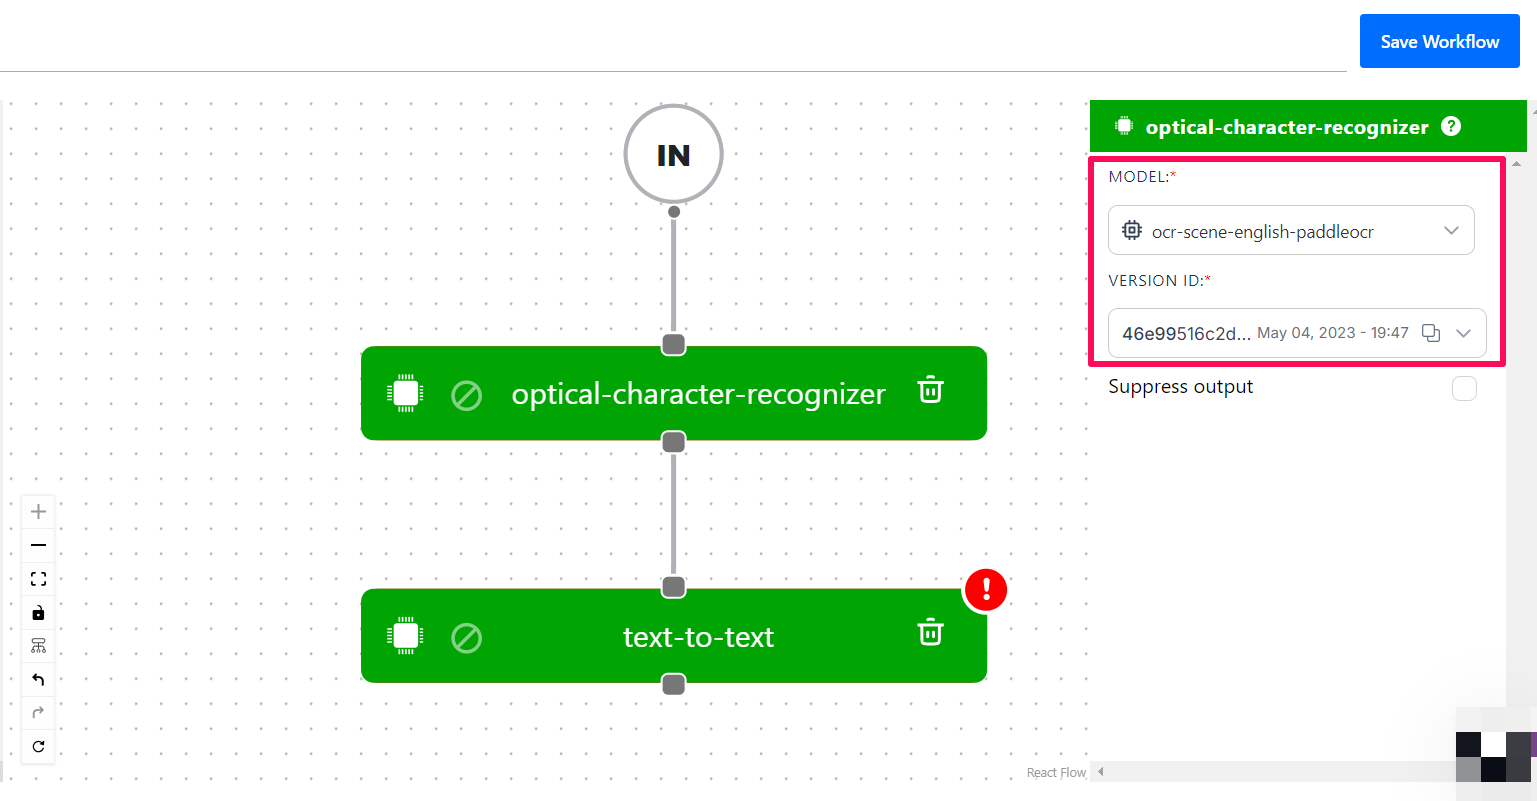 Save Workflow
IN
optical-character-recognizer
text-to-text
!
React Flow
optical-character-recognizer ?
MODEL:*
ocr-scene-english-paddleocr
VERSION ID:*
46e99516c2d... May 04, 2023 - 19:47
Suppress output